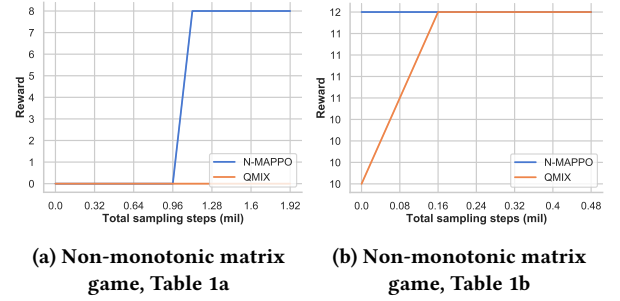 8
7
6
5
4
3
2
1
0
Reward
N-MAPPO
QMIX
0.0 0.32 0.64 0.96 1.28 1.6 1.92
Total sampling steps (mil)
(a) Non-monotonic matrix
game, Table 1a
12
12
11
11
11
10
10
10
10
Reward
N-MAPPO
QMIX
0.0 0.08 0.16 0.24 0.32 0.4 0.48
Total sampling steps (mil)
(b) Non-monotonic matrix
game, Table 1b